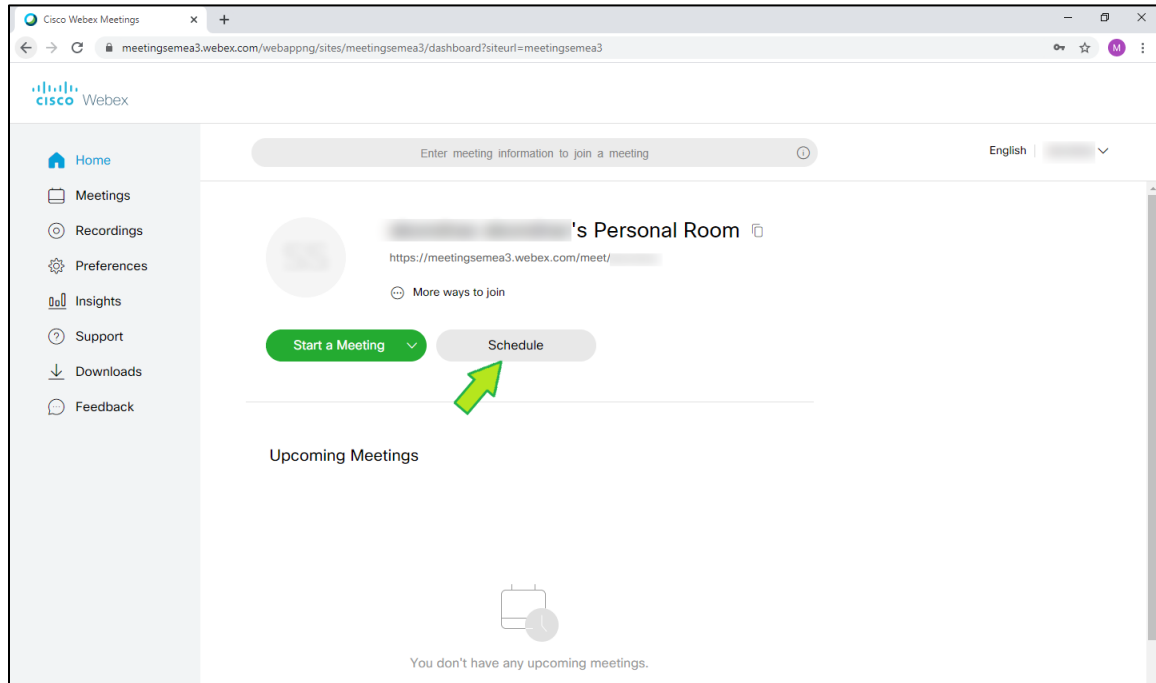 Cisco Webex Meetings
meetingsemea3.webex.com/webappng/sites/meetingsemea3/dashboard?siteurl=meetingsemea3
M
CISCO Webex
Home
Meetings
Recordings
Preferences
Insights
Support
Downloads
Feedback
Enter meeting information to join a meeting
English
's Personal Room
https://meetingsemea3.webex.com/meet/
More ways to join
Start a Meeting
Schedule
Upcoming Meetings
You don't have any upcoming meetings.